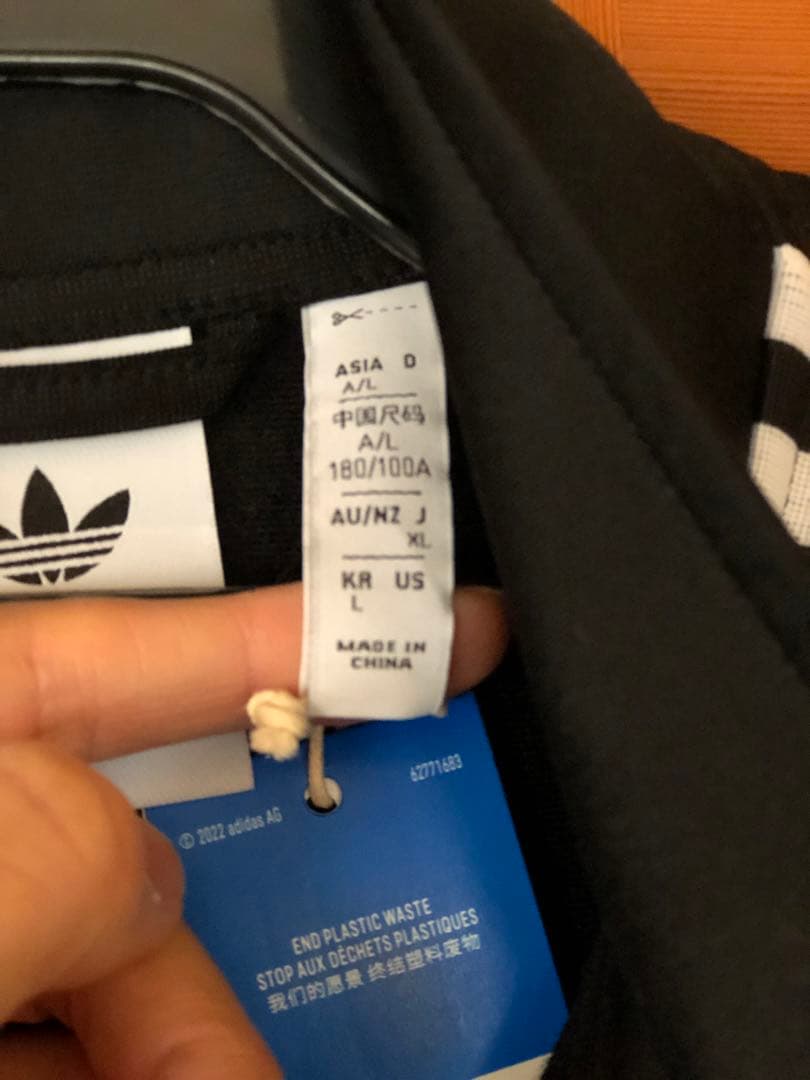 ASIA D
A/L
中国尺码
A/L
180/100A
AU/NZ J
XL
KR US
L
MADE IN
CHINA
62771683
© 2022 adidas AG
END PLASTIC WASTE
STOP AUX DÉCHETS PLASTIQUES
我们的愿景 终结塑料废物